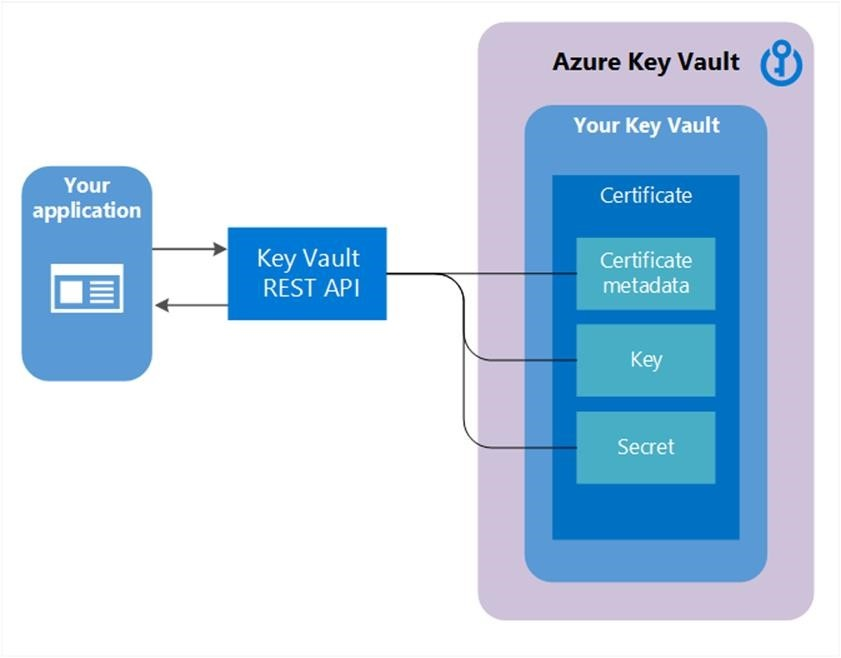 Azure Key Vault
Your Key Vault
Your
application
Certificate
Key Vault
REST API
Certificate
metadata
Key
Secret